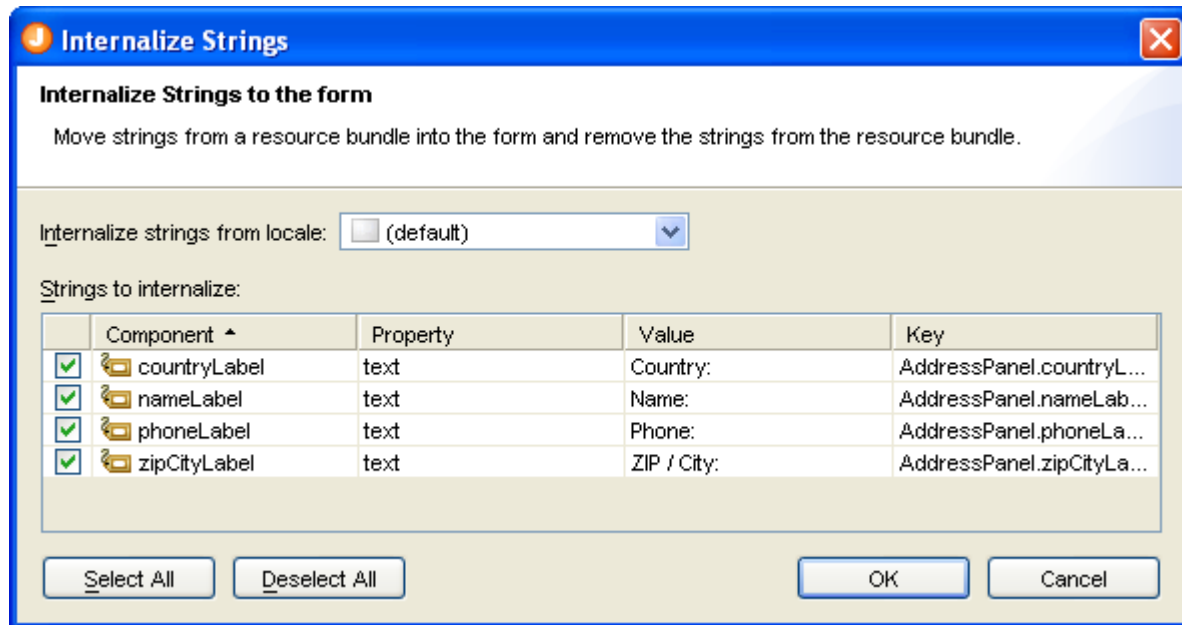 Internalize Strings
Internalize Strings to the form
Move strings from a resource bundle into the form and remove the strings from the resource bundle.
Internalize strings from locale: (default)
Strings to internalize:
Component Property Value Key
countryLabel text Country: AddressPanel.countryL...
nameLabel text Name: AddressPanel.nameLab...
phoneLabel text Phone: AddressPanel.phoneLa...
zipCityLabel text ZIP / City: AddressPanel.zipCityLa...
Select All Deselect All OK Cancel